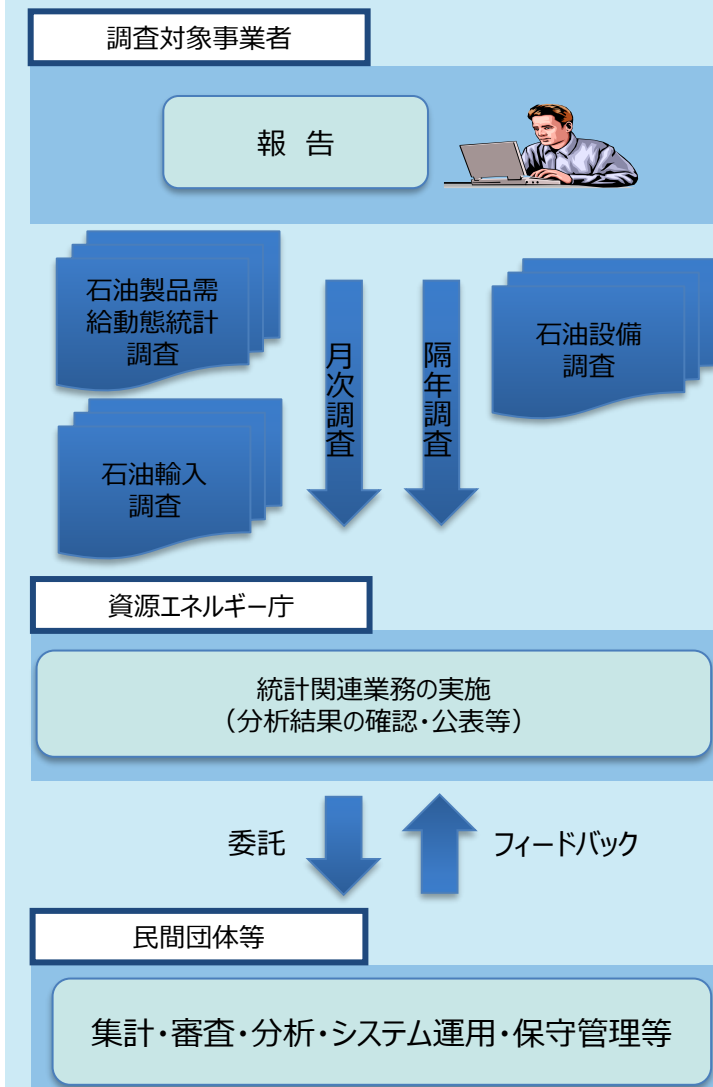 調査対象事業者
報 告
石油製品需
給動態統計
調査
石油輸入
調査
月次調査
隔年調査
石油設備
調査
資源エネルギー庁
統計関連業務の実施
（分析結果の確認・公表等）
委託
フィードバック
民間団体等
集計・審査・分析・システム運用・保守管理等